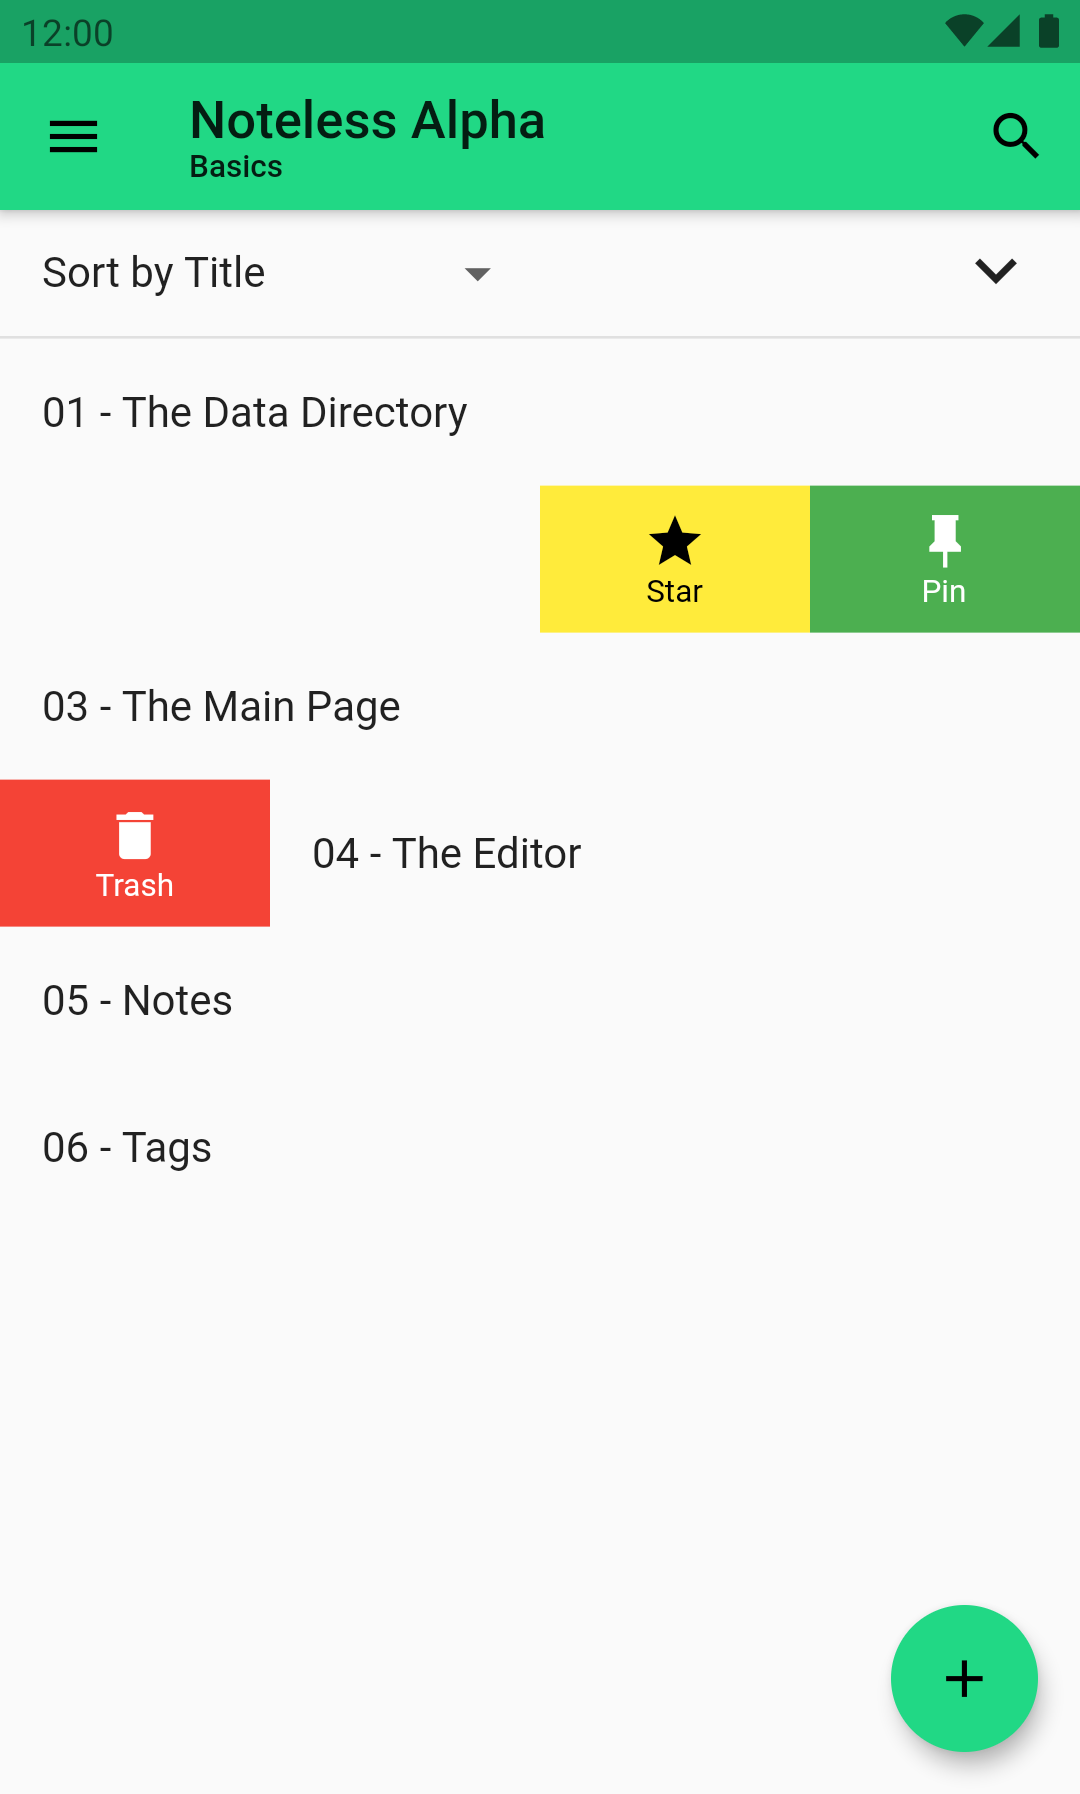 12:00
Noteless Alpha
Basics
Sort by Title
01 - The Data Directory
Star
Pin
03 - The Main Page
Trash
04 - The Editor
05 - Notes
06 - Tags